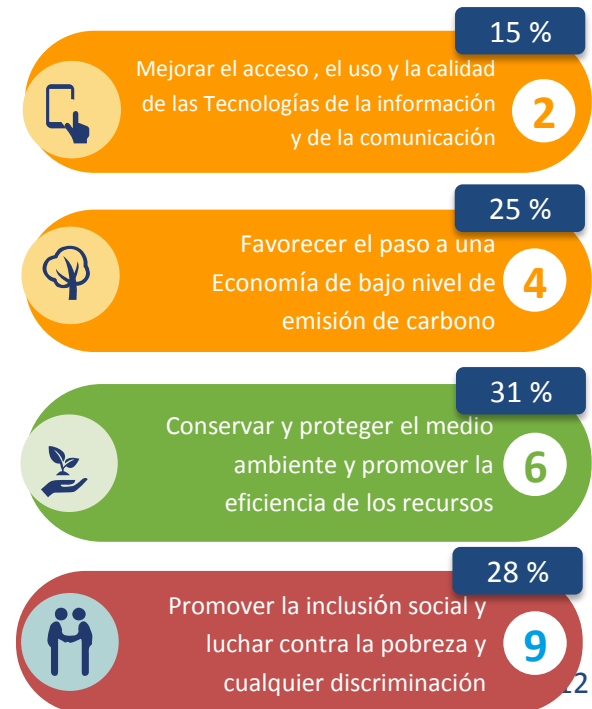 15 %
Mejorar el acceso , el uso y la calidad
de las Tecnologías de la información
y de la comunicación
2
25 %
Favorecer el paso a una
Economía de bajo nivel de
emisión de carbono
4
31 %
Conservar y proteger el medio
ambiente y promover la
eficiencia de los recursos
6
28 %
Promover la inclusión social y
luchar contra la pobreza y
cualquier discriminación
9